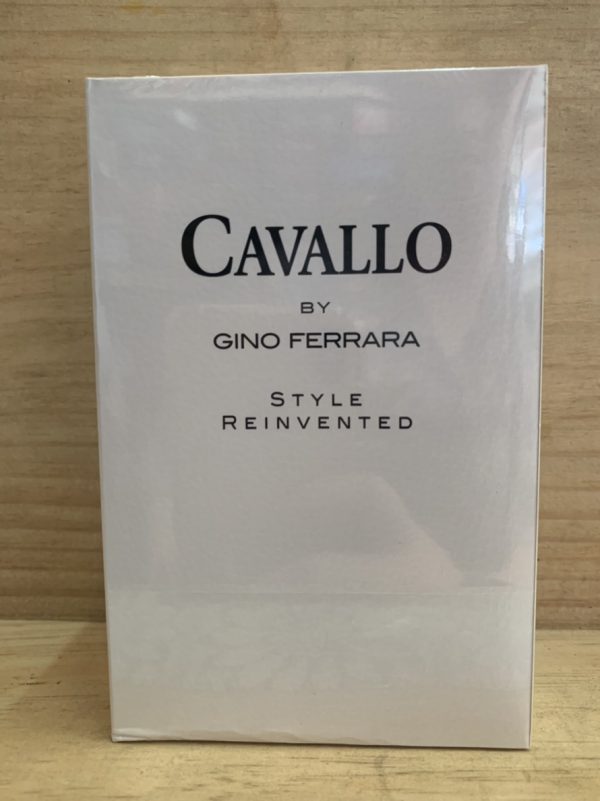 CAVALLO
BY
GINO FERRARA
STYLE
REINVENTED